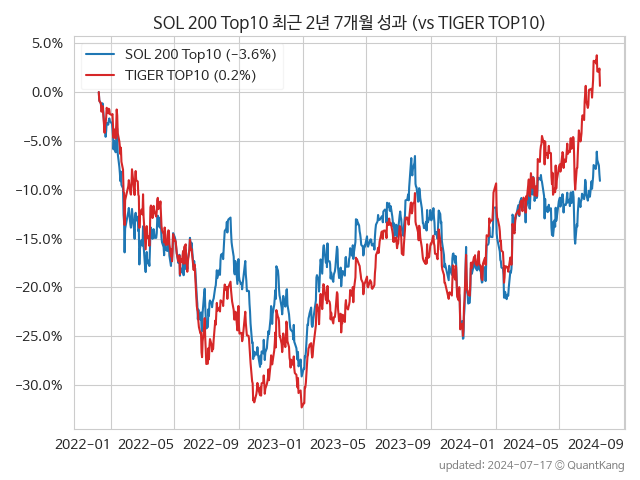 SOL 200 Top10 최근 2년 7개월 성과 (vs TIGER TOP10)
SOL 200 Top10 (−3.6%)
TIGER TOP10 (0.2%)
5.0%
0.0%
−5.0%
−10.0%
−15.0%
−20.0%
−25.0%
−30.0%
2022-01 2022-05 2022-09 2023-01 2023-05 2023-09 2024-01 2024-05 2024-09
updated: 2024-07-17 © QuantKang